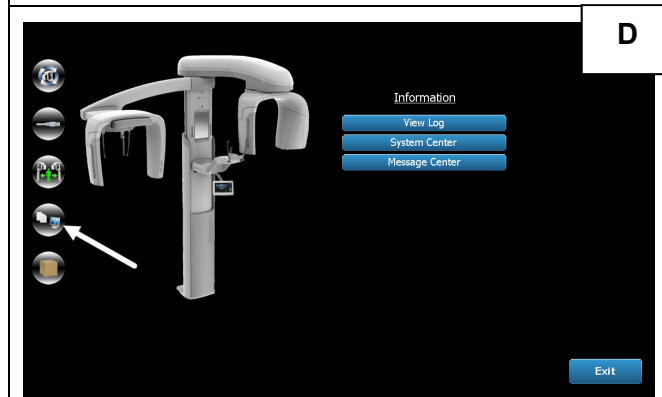 D
Information
View Log
System Center
Message Center
Exit